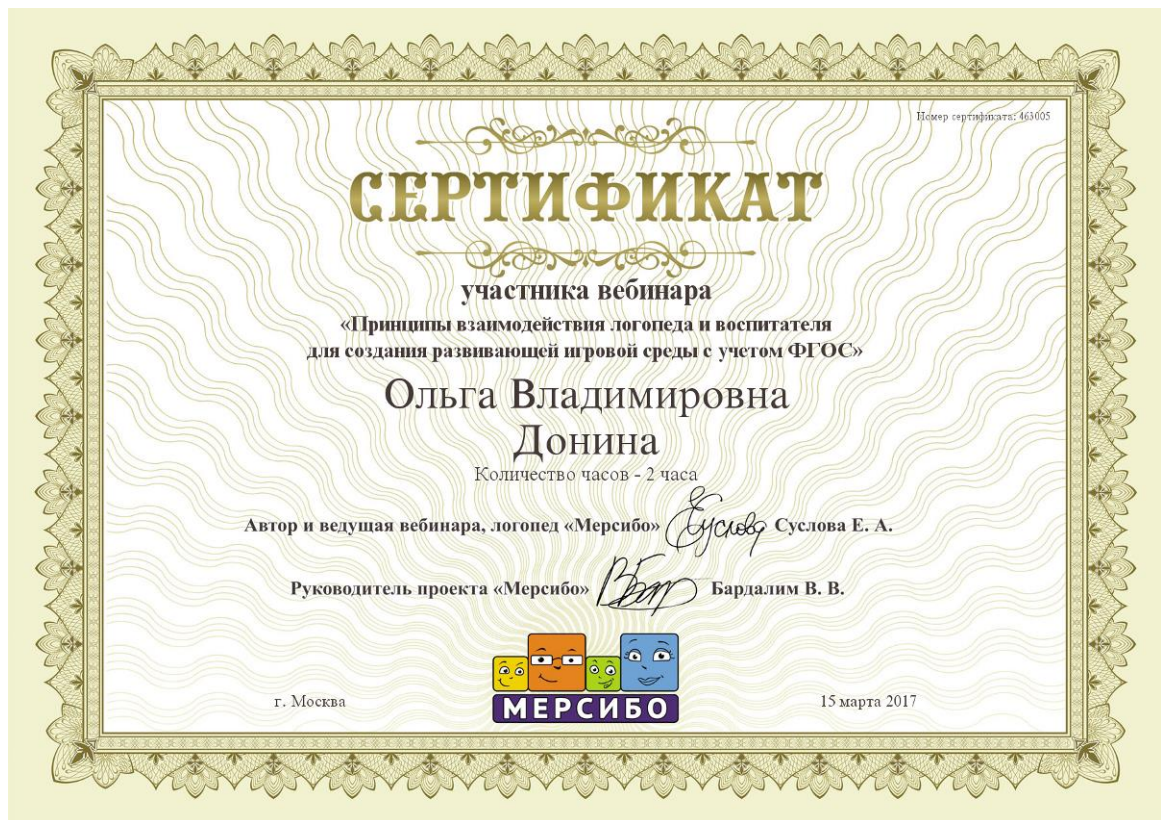 Номер сертификата: 463005
СЕРТИФИКАТ
участника вебинара
«Принципы взаимодействия логопеда и воспитателя
для создания развивающей игровой среды с учетом ФГОС»
Ольга Владимировна
Донина
Количество часов - 2 часа
Автор и ведущая вебинара, логопед «Мерсибо» Суслова Е. А.
Руководитель проекта «Мерсибо» Бардалим В. В.
МЕРСИБО
г. Москва
15 марта 2017